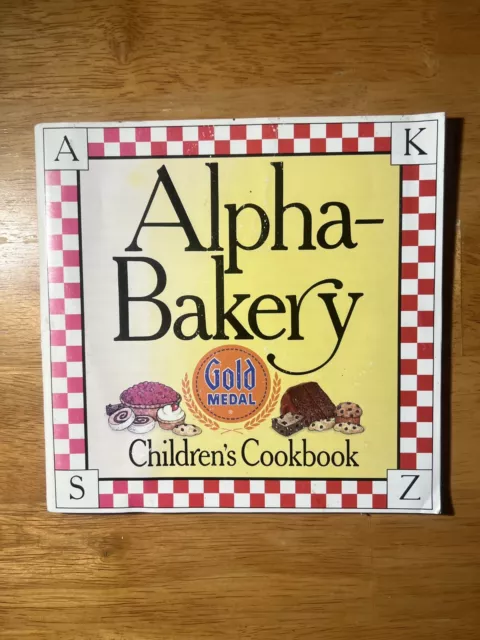 A
K
Alpha-
Bakery
Gold
MEDAL
Children's Cookbook
S
Z